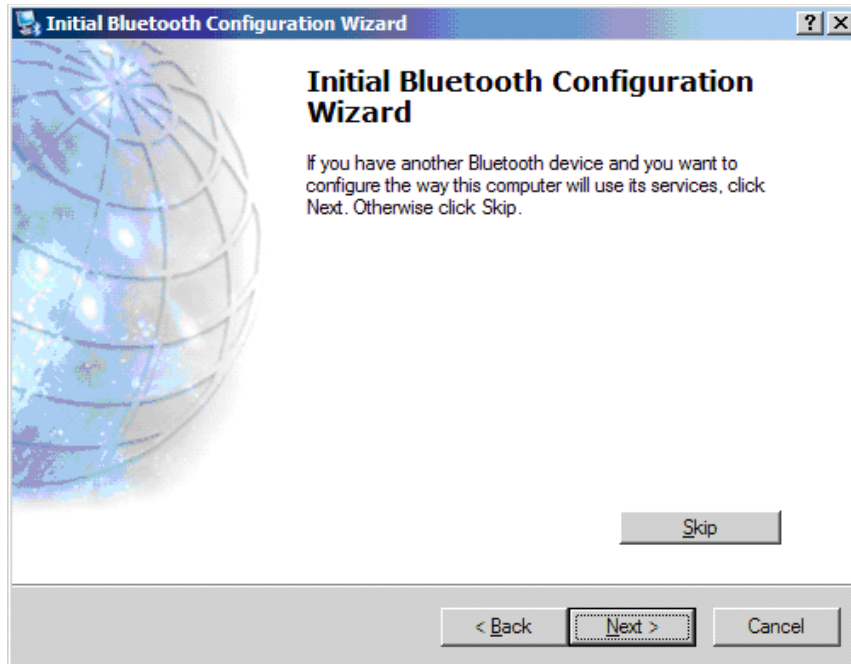 Initial Bluetooth Configuration Wizard
Initial Bluetooth Configuration
Wizard
If you have another Bluetooth device and you want to
configure the way this computer will use its services, click
Next. Otherwise click Skip.
Skip
< Back Next > Cancel